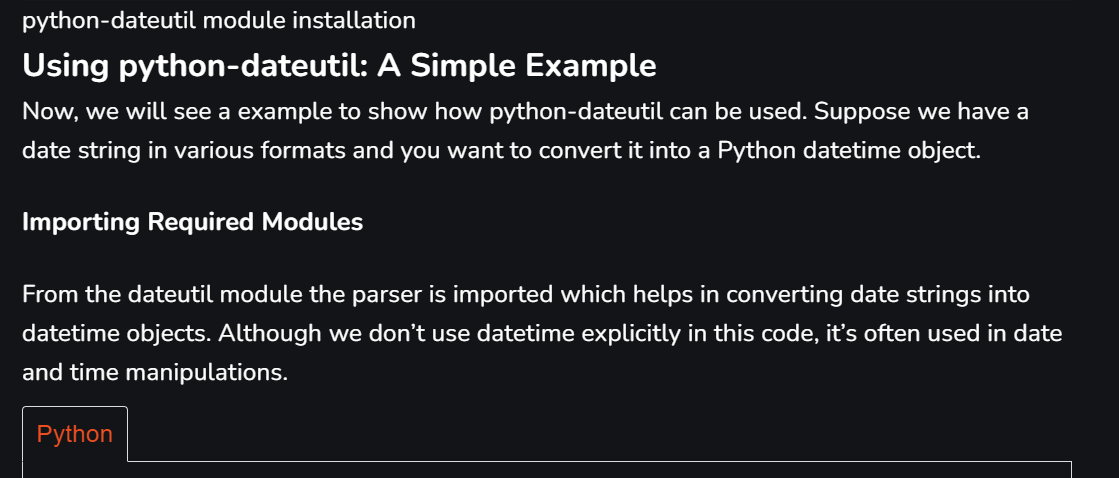 python-dateutil module installation
Using python-dateutil: A Simple Example
Now, we will see a example to show how python-dateutil can be used. Suppose we have a
date string in various formats and you want to convert it into a Python datetime object.
Importing Required Modules
From the dateutil module the parser is imported which helps in converting date strings into
datetime objects. Although we don’t use datetime explicitly in this code, it’s often used in date
and time manipulations.
Python